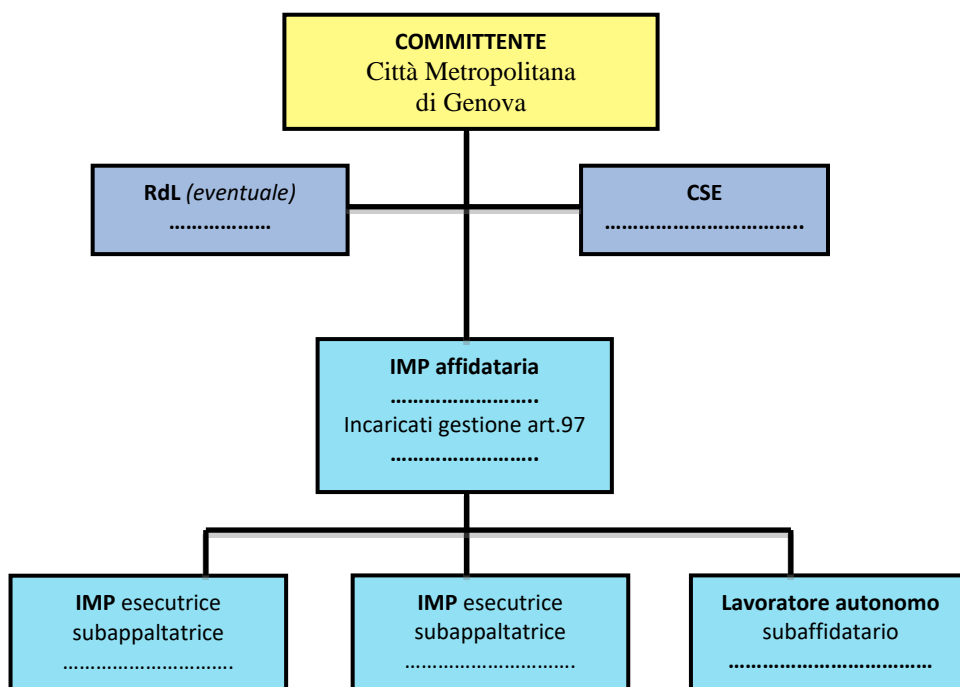 COMMITTENTE
Città Metropolitana
di Genova
RdL (eventuale)
………………
CSE
……………………………..
IMP affidataria
……………………..
Incaricati gestione art.97
……………………..
IMP esecutrice
subappaltatrice
………………………….
IMP esecutrice
subappaltatrice
………………………….
Lavoratore autonomo
subaffidatario
………………………………